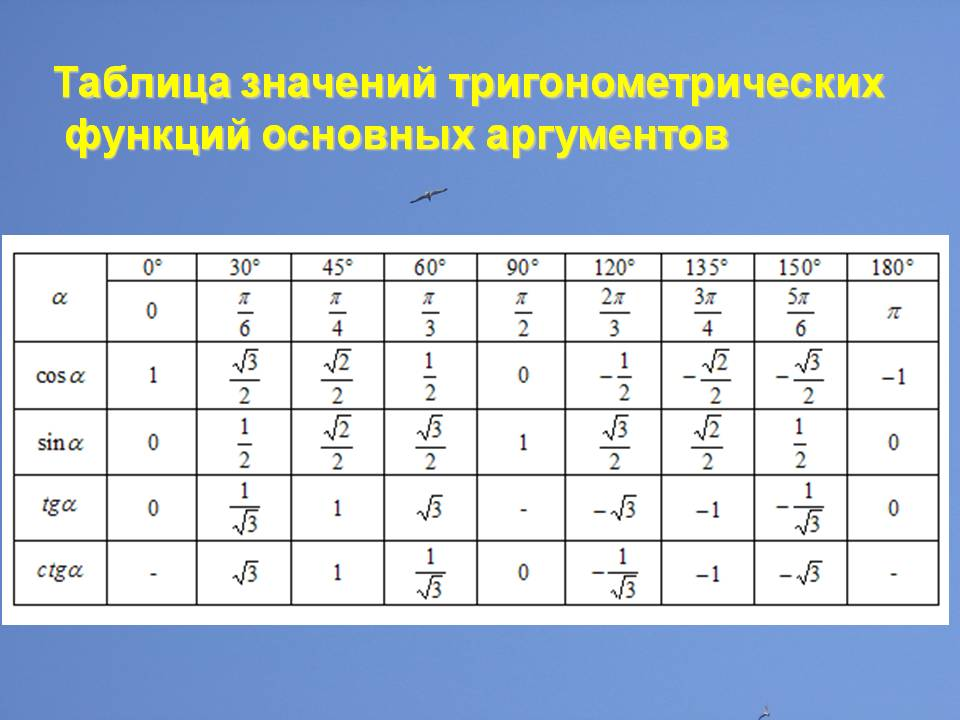 Таблица значений тригонометрических
функций основных аргументов
α 0° 30° 45° 60° 90° 120° 135° 150° 180°
0 π/6 π/4 π/3 π/2 2π/3 3π/4 5π/6 π
cos α 1 √3/2 √2/2 1/2 0 −1/2 −√2/2 −√3/2 −1
sin α 0 1/2 √2/2 √3/2 1 √3/2 √2/2 1/2 0
tgα 0 1/√3 1 √3 - −√3 −1 −1/√3 0
ctgα - √3 1 1/√3 0 −1/√3 −1 −√3 -